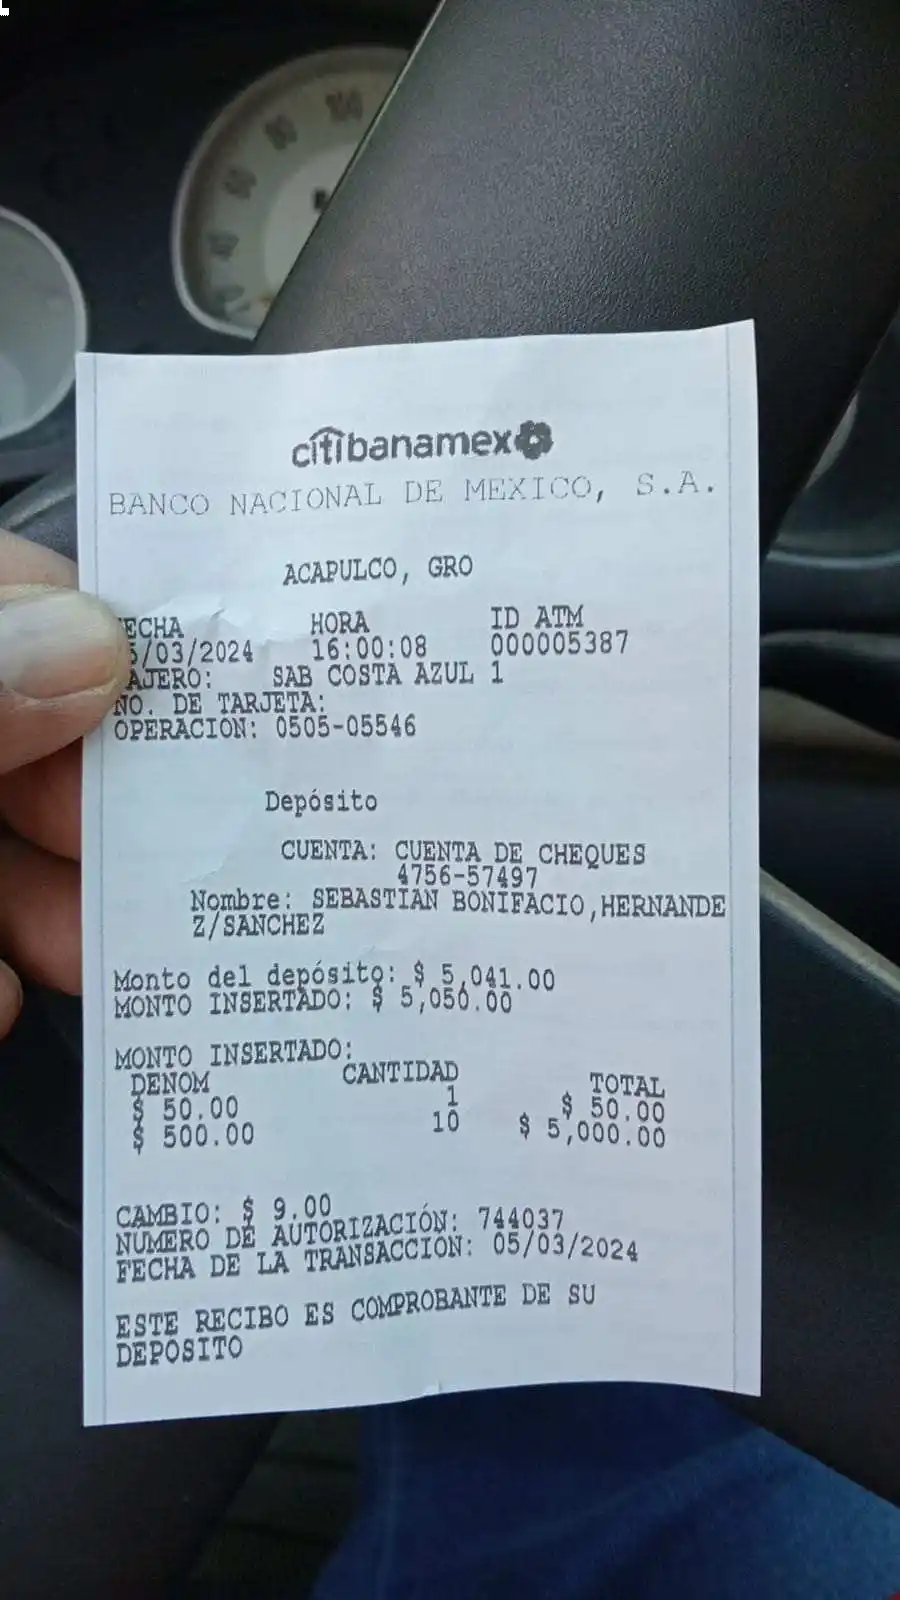 citibanamex
BANCO NACIONAL DE MEXICO, S.A.
ACAPULCO, GRO
ECHA HORA ID ATM
5/03/2024 16:00:08 000005387
AJERO: SAB COSTA AZUL 1
NO. DE TARJETA:
OPERACION: 0505-05546
Depósito
CUENTA: CUENTA DE CHEQUES
4756-57497
Nombre: SEBASTIAN BONIFACIO,HERNANDE
Z/SANCHEZ
Monto del depósito: $ 5,041.00
MONTO INSERTADO: $ 5,050.00
MONTO INSERTADO:
DENOM CANTIDAD TOTAL
$ 50.00 1 $ 50.00
$ 500.00 10 $ 5,000.00
CAMBIO: $ 9.00
NUMERO DE AUTORIZACIÓN: 744037
FECHA DE LA TRANSACCION: 05/03/2024
ESTE RECIBO ES COMPROBANTE DE SU
DEPOSITO